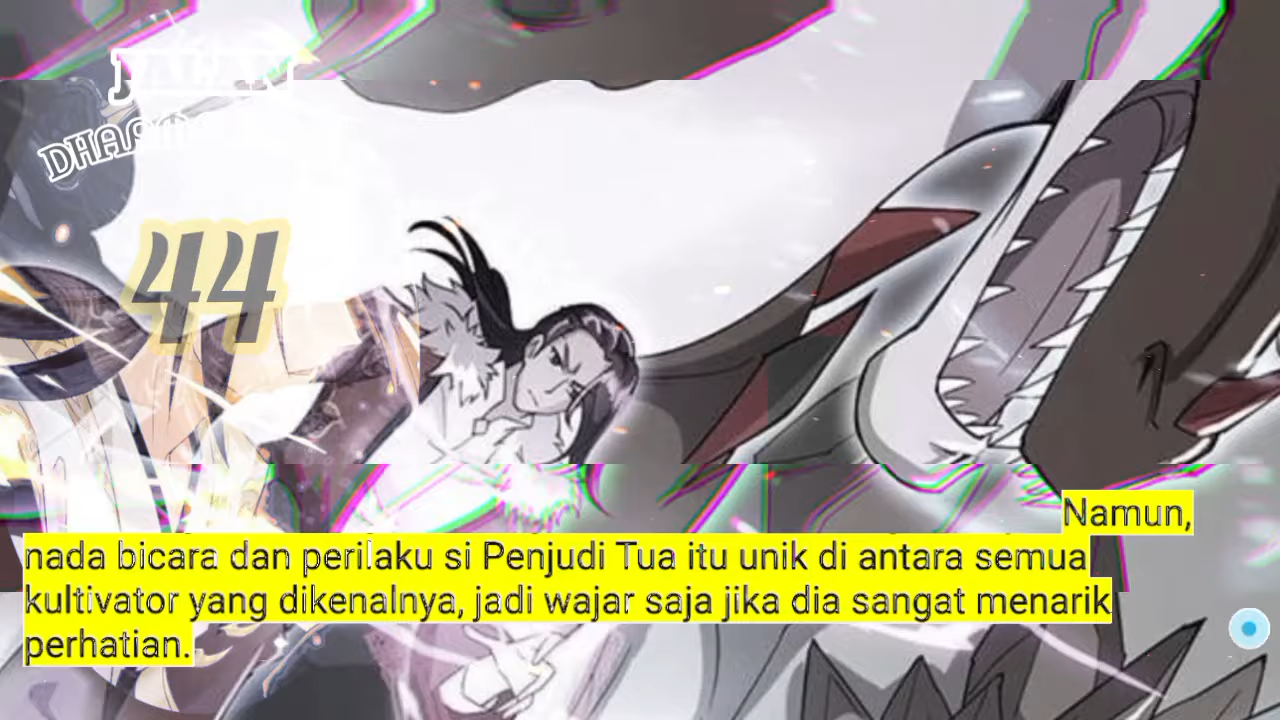 44
Namun,
nada bicara dan perilaku si Penjudi Tua itu unik di antara semua
kultivator yang dikenalnya, jadi wajar saja jika dia sangat menarik
perhatian.